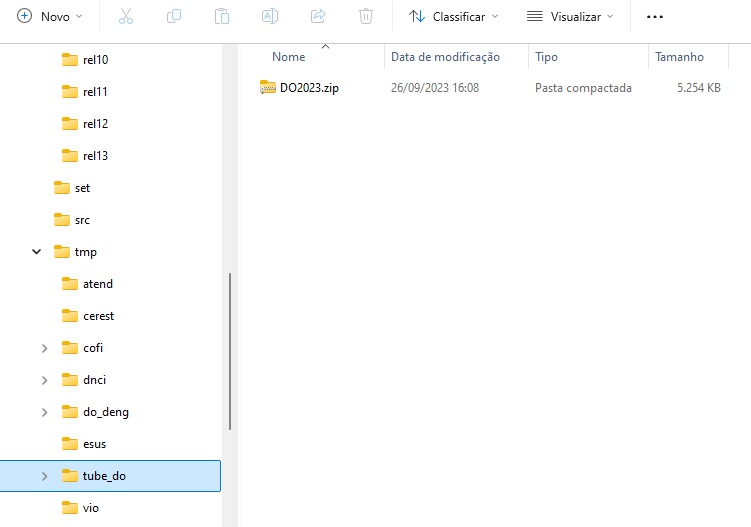 Novo Classificar Visualizar
Nome Data de modificação Tipo Tamanho
DO2023.zip 26/09/2023 16:08 Pasta compactada 5.254 KB
rel10
rel11
rel12
rel13
set
src
tmp
atend
cerest
cofi
dnci
do_deng
esus
tube_do
vio